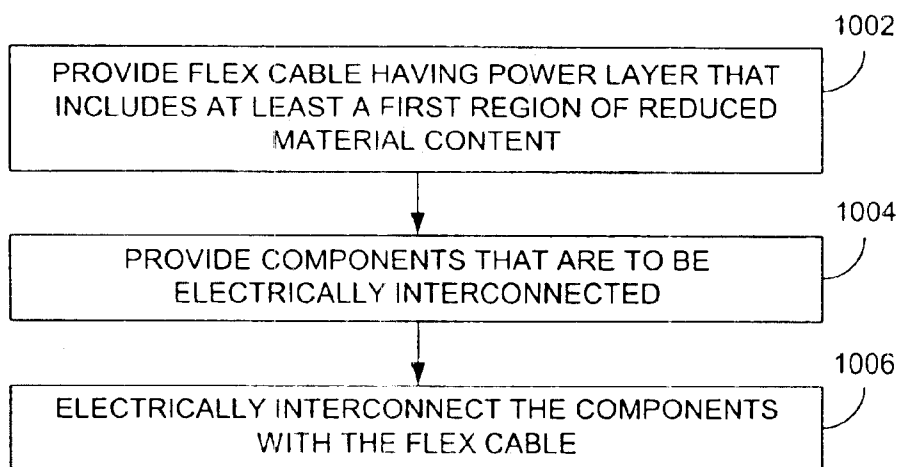 1002
PROVIDE FLEX CABLE HAVING POWER LAYER THAT
INCLUDES AT LEAST A FIRST REGION OF REDUCED
MATERIAL CONTENT
1004
PROVIDE COMPONENTS THAT ARE TO BE
ELECTRICALLY INTERCONNECTED
1006
ELECTRICALLY INTERCONNECT THE COMPONENTS
WITH THE FLEX CABLE